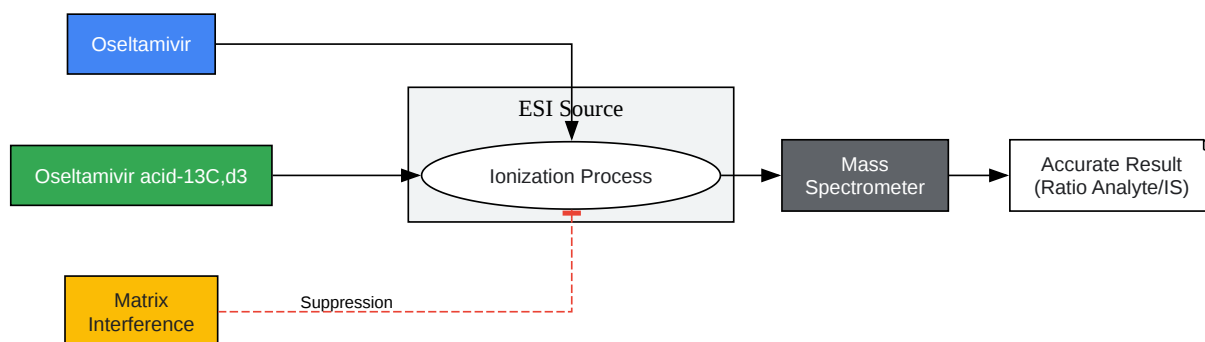 Oseltamivir
ESI Source
Oseltamivir acid-13C,d3
Ionization Process
Mass
Spectrometer
Accurate Result
(Ratio Analyte/IS)
Matrix
Interference
Suppression